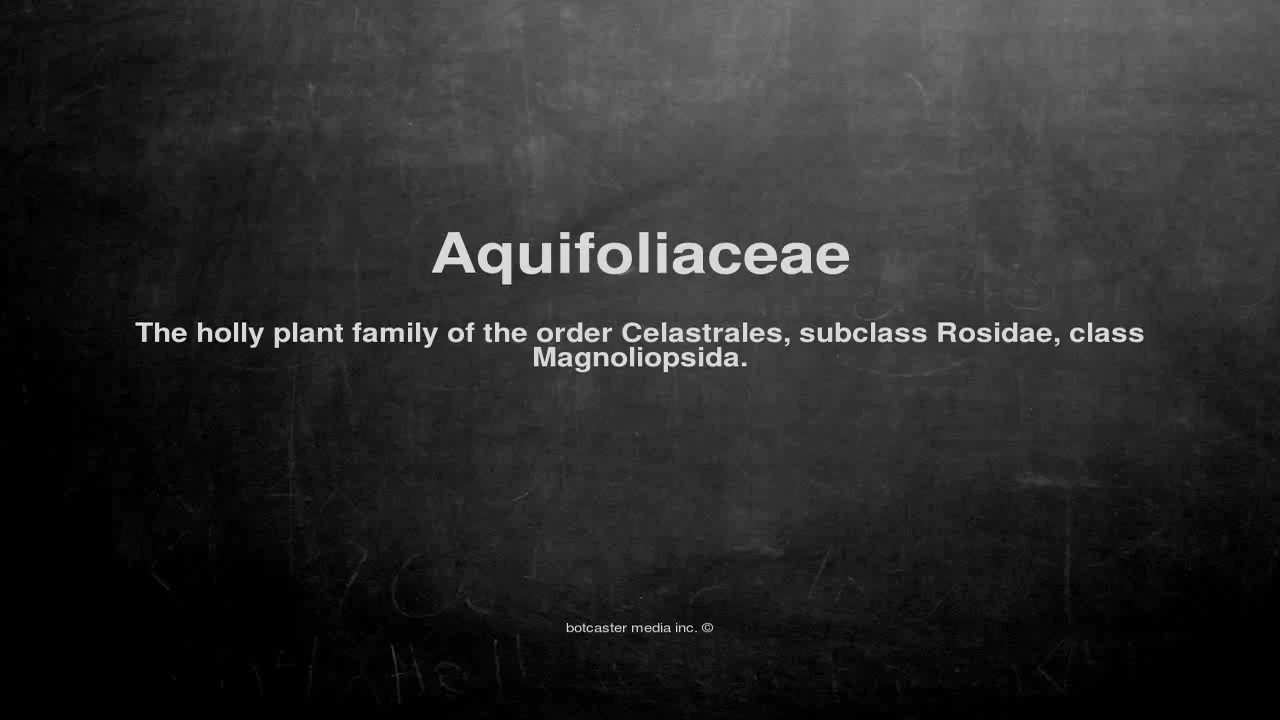 Aquifoliaceae
The holly plant family of the order Celastrales, subclass Rosidae, class
Magnoliopsida.
botcaster media inc. ©